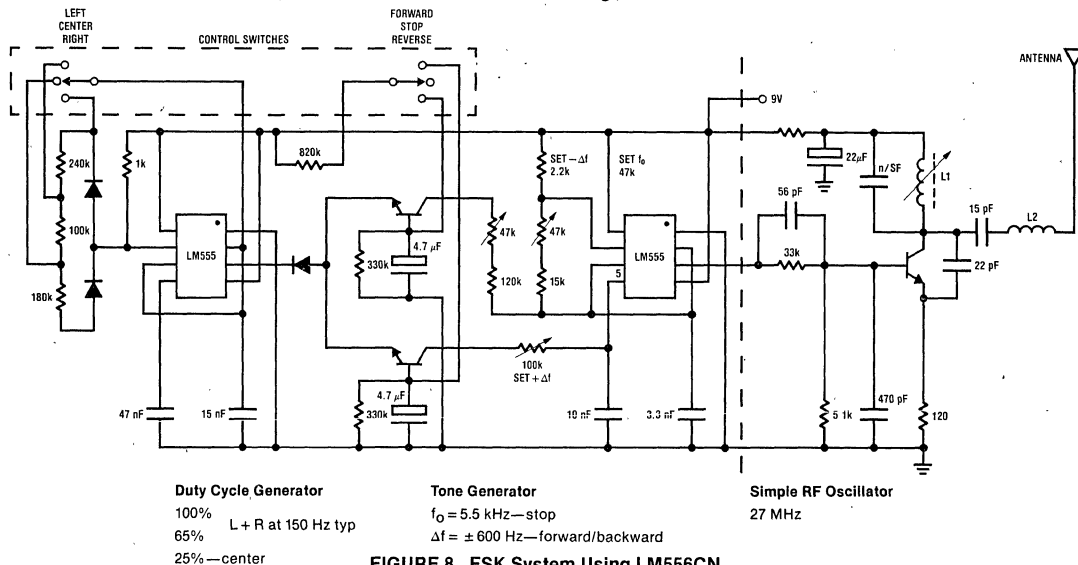 LEFT
CENTER
RIGHT
CONTROL SWITCHES
FORWARD
STOP
REVERSE
ANTENNA
9V
240k
1k
820k
SET −Δf
2.2k
SET f₀
47k
22μF
n/SF
L1
56 pF
15 pF
L2
100k
LM555
4.7 μF
330k
47k
120k
47k
15k
LM555
5
33k
22 pF
180k
100k
SET +Δf
47 nF
15 nF
330k
4.7 μF
10 nF
3.3 nF
5 1k
470 pF
120
Duty Cycle Generator
100%
65%
L + R at 150 Hz typ
25%—center
Tone Generator
f₀ = 5.5 kHz—stop
Δf = ± 600 Hz—forward/backward
Simple RF Oscillator
27 MHz
FIGURE 8. FSK System Using LM556CN